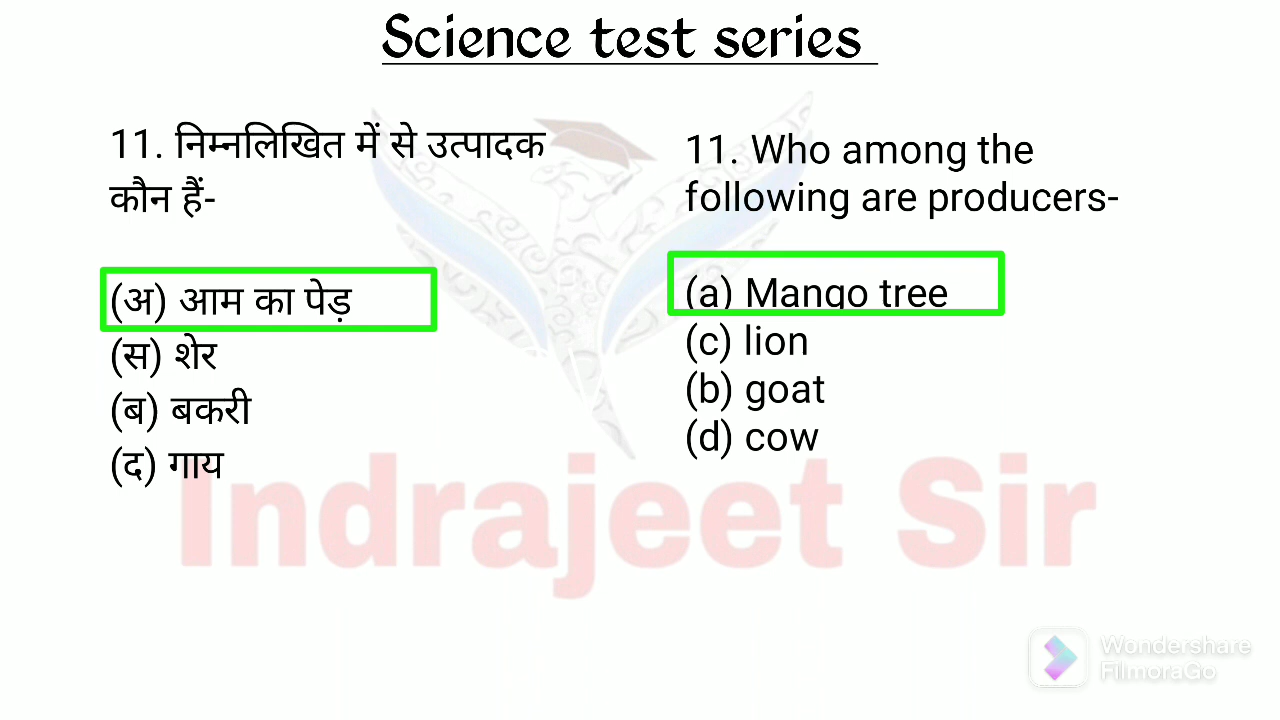 Science test series
11. निम्नलिखित में से उत्पादक
कौन हैं-
(अ) आम का पेड़
(स) शेर
(ब) बकरी
(द) गाय
11. Who among the
following are producers-
(a) Mango tree
(c) lion
(b) goat
(d) cow
Indrajeet Sir
Wondershare
FilmoraGo